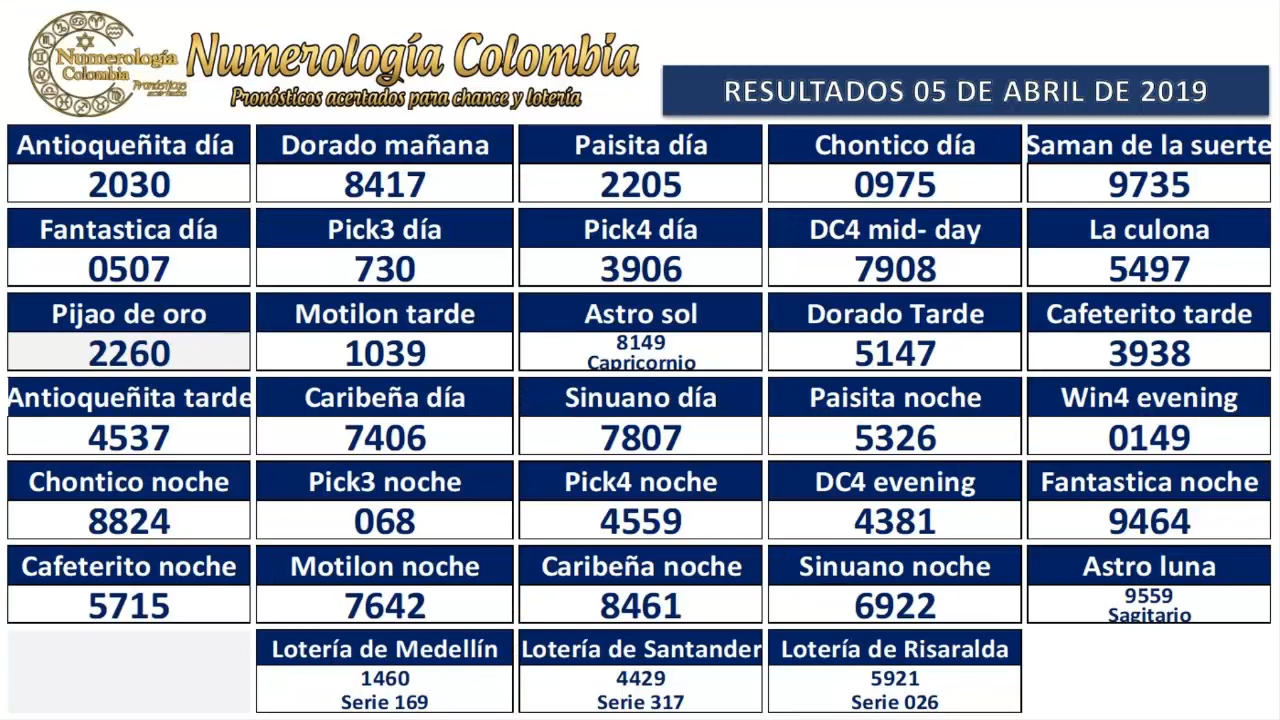 Numerología
Colombia
Pronósticos
Numerología Colombia
Pronósticos acertados para chance y lotería
RESULTADOS 05 DE ABRIL DE 2019
Antioqueñita día
2030
Dorado mañana
8417
Paisita día
2205
Chontico día
0975
Saman de la suerte
9735
Fantastica día
0507
Pick3 día
730
Pick4 día
3906
DC4 mid- day
7908
La culona
5497
Pijao de oro
2260
Motilon tarde
1039
Astro sol
8149
Capricornio
Dorado Tarde
5147
Cafeterito tarde
3938
Antioqueñita tarde
4537
Caribeña día
7406
Sinuano día
7807
Paisita noche
5326
Win4 evening
0149
Chontico noche
8824
Pick3 noche
068
Pick4 noche
4559
DC4 evening
4381
Fantastica noche
9464
Cafeterito noche
5715
Motilon noche
7642
Caribeña noche
8461
Sinuano noche
6922
Astro luna
9559
Sagitario
Lotería de Medellín
1460
Serie 169
Lotería de Santander
4429
Serie 317
Lotería de Risaralda
5921
Serie 026